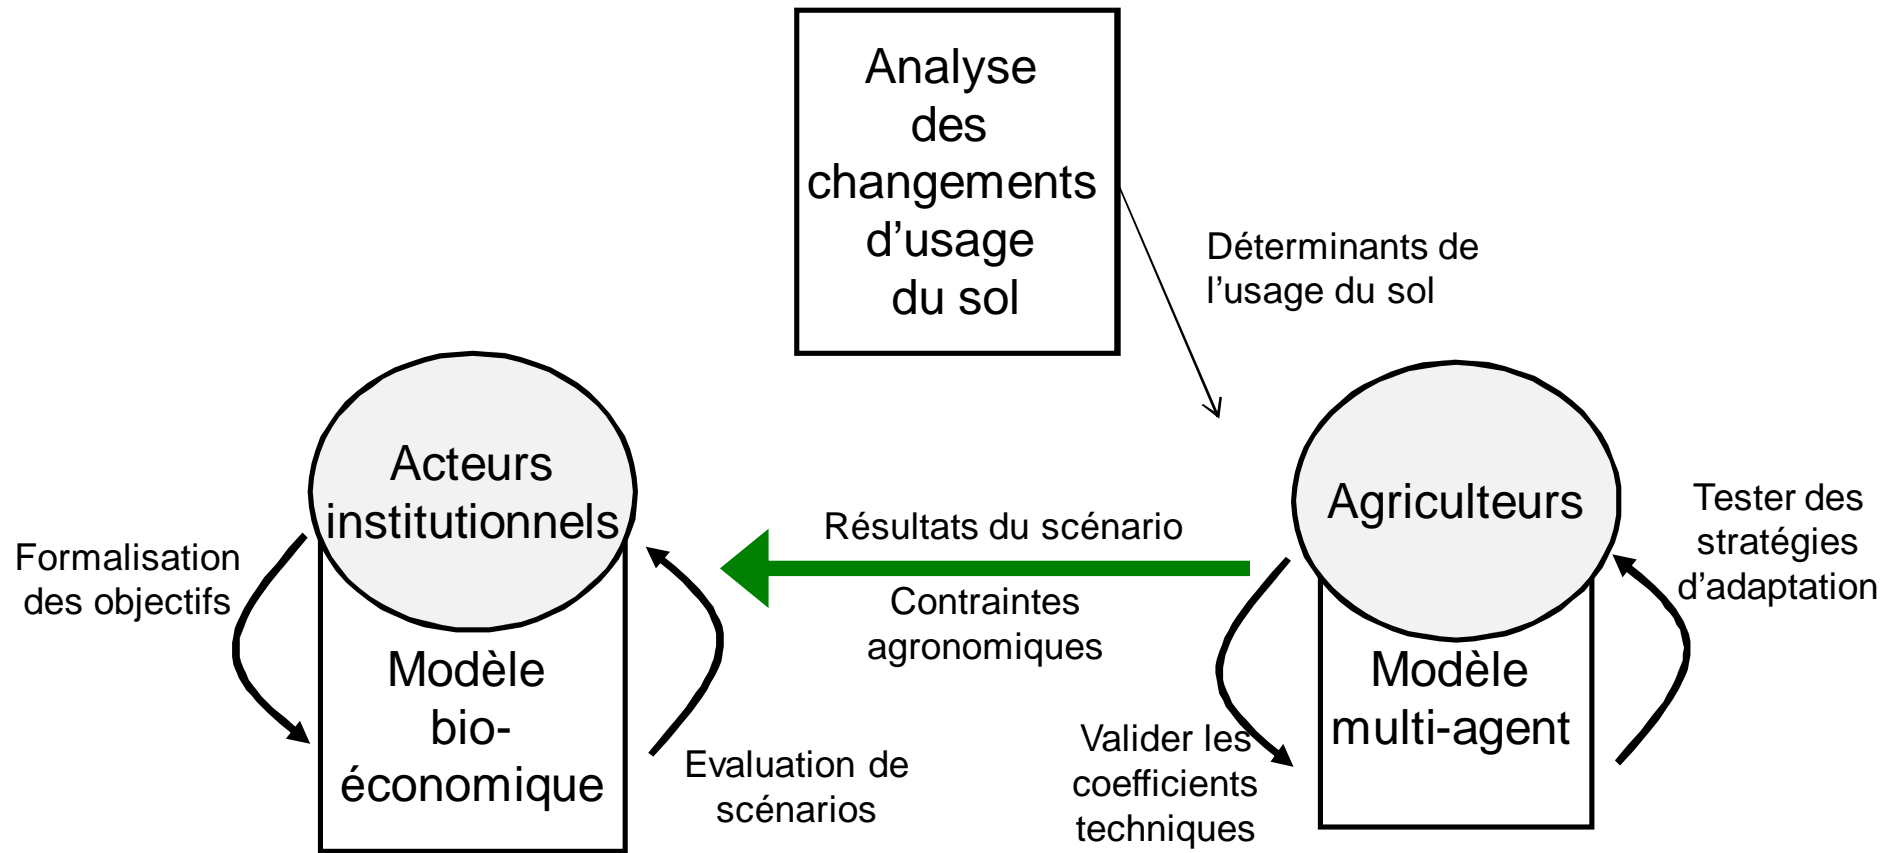 Analyse
des
changements
d'usage
du sol
Déterminants de
l'usage du sol
Acteurs
institutionnels
Formalisation
des objectifs
Modèle
bio-
économique
Evaluation de
scénarios
Résultats du scénario
Contraintes
agronomiques
Agriculteurs
Tester des
stratégies
d'adaptation
Modèle
multi-agent
Valider les
coefficients
techniques